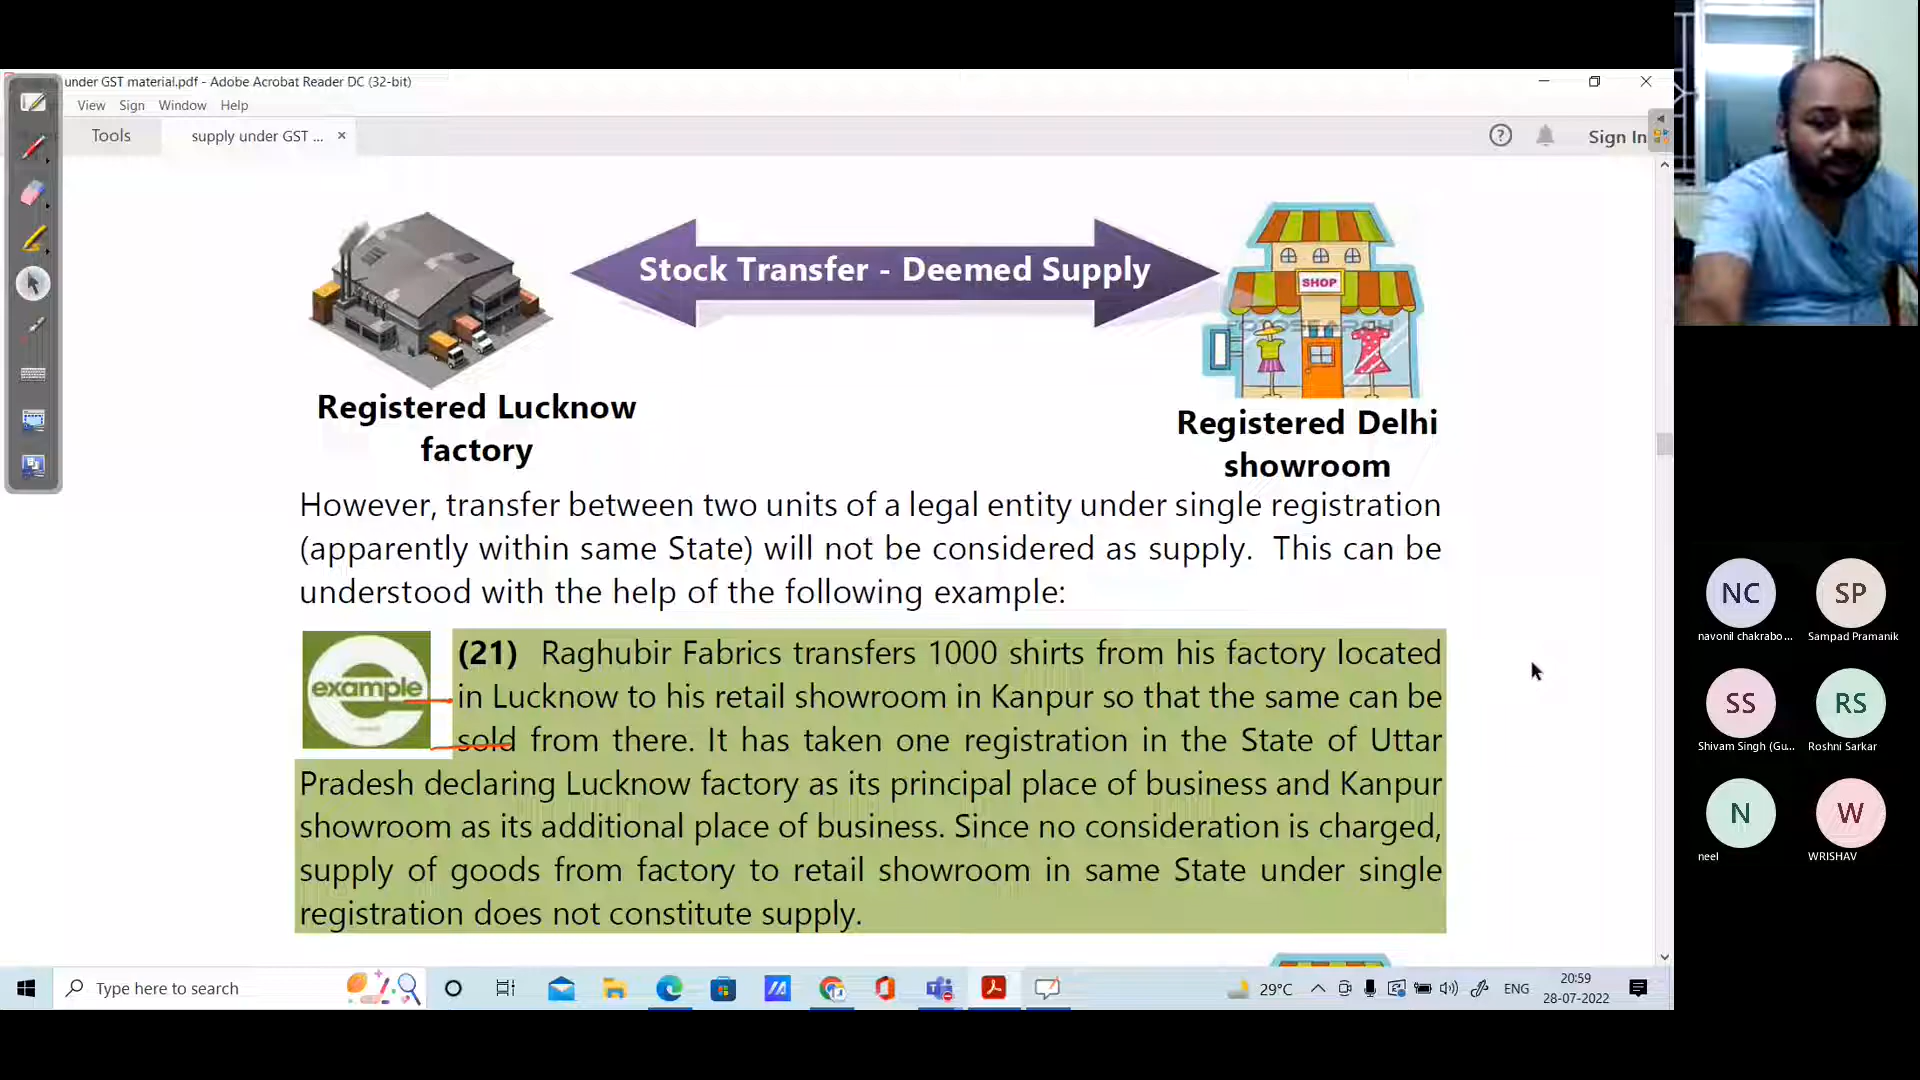 under GST material.pdf - Adobe Acrobat Reader DC (32-bit)
View Sign Window Help
Tools
supply under GST ... ×
Sign In
Stock Transfer - Deemed Supply
SHOP
FOTOSEARCH
Registered Lucknow
factory
Registered Delhi
showroom
However, transfer between two units of a legal entity under single registration
(apparently within same State) will not be considered as supply. This can be
understood with the help of the following example:
example
(21) Raghubir Fabrics transfers 1000 shirts from his factory located
in Lucknow to his retail showroom in Kanpur so that the same can be
sold from there. It has taken one registration in the State of Uttar
Pradesh declaring Lucknow factory as its principal place of business and Kanpur
showroom as its additional place of business. Since no consideration is charged,
supply of goods from factory to retail showroom in same State under single
registration does not constitute supply.
NC
navonil chakrabo...
SP
Sampad Pramanik
SS
Shivam Singh (Gu...
RS
Roshni Sarkar
N
neel
W
WRISHAV
Type here to search
29°C
ENG
20:59
28-07-2022